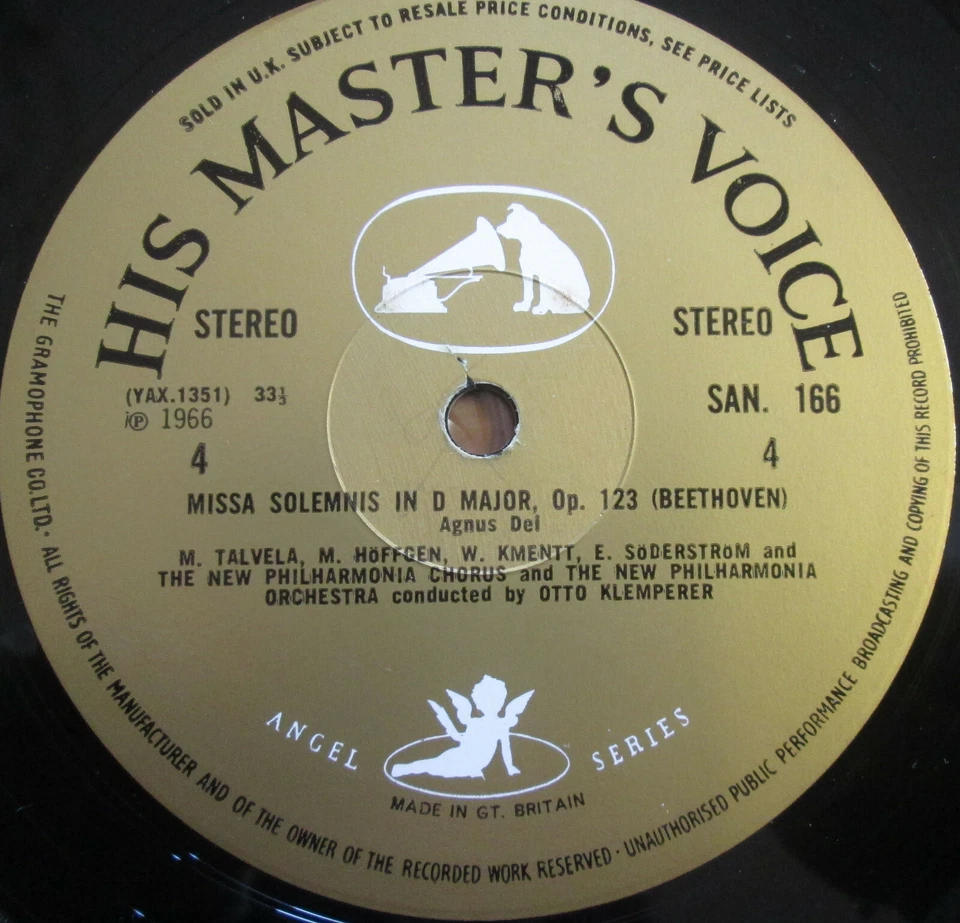 SOLD IN U.K. SUBJECT TO RESALE PRICE CONDITIONS, SEE PRICE LISTS
HIS MASTER'S VOICE
STEREO STEREO
(YAX.1351) 33⅓ SAN. 166
℗ 1966
4 4
MISSA SOLEMNIS IN D MAJOR, Op. 123 (BEETHOVEN)
Agnus Dei
M. TALVELA, M. HöFFGEN, W. KMENTT, E. SöDERSTRöM and
THE NEW PHILHARMONIA CHORUS and THE NEW PHILHARMONIA
ORCHESTRA conducted by OTTO KLEMPERER
ANGEL SERIES
MADE IN GT. BRITAIN
THE GRAMOPHONE CO.LTD. · ALL RIGHTS OF THE MANUFACTURER AND OF THE OWNER OF THE RECORDED WORK RESERVED · UNAUTHORISED PUBLIC PERFORMANCE BROADCASTING AND COPYING OF THIS RECORD PROHIBITED